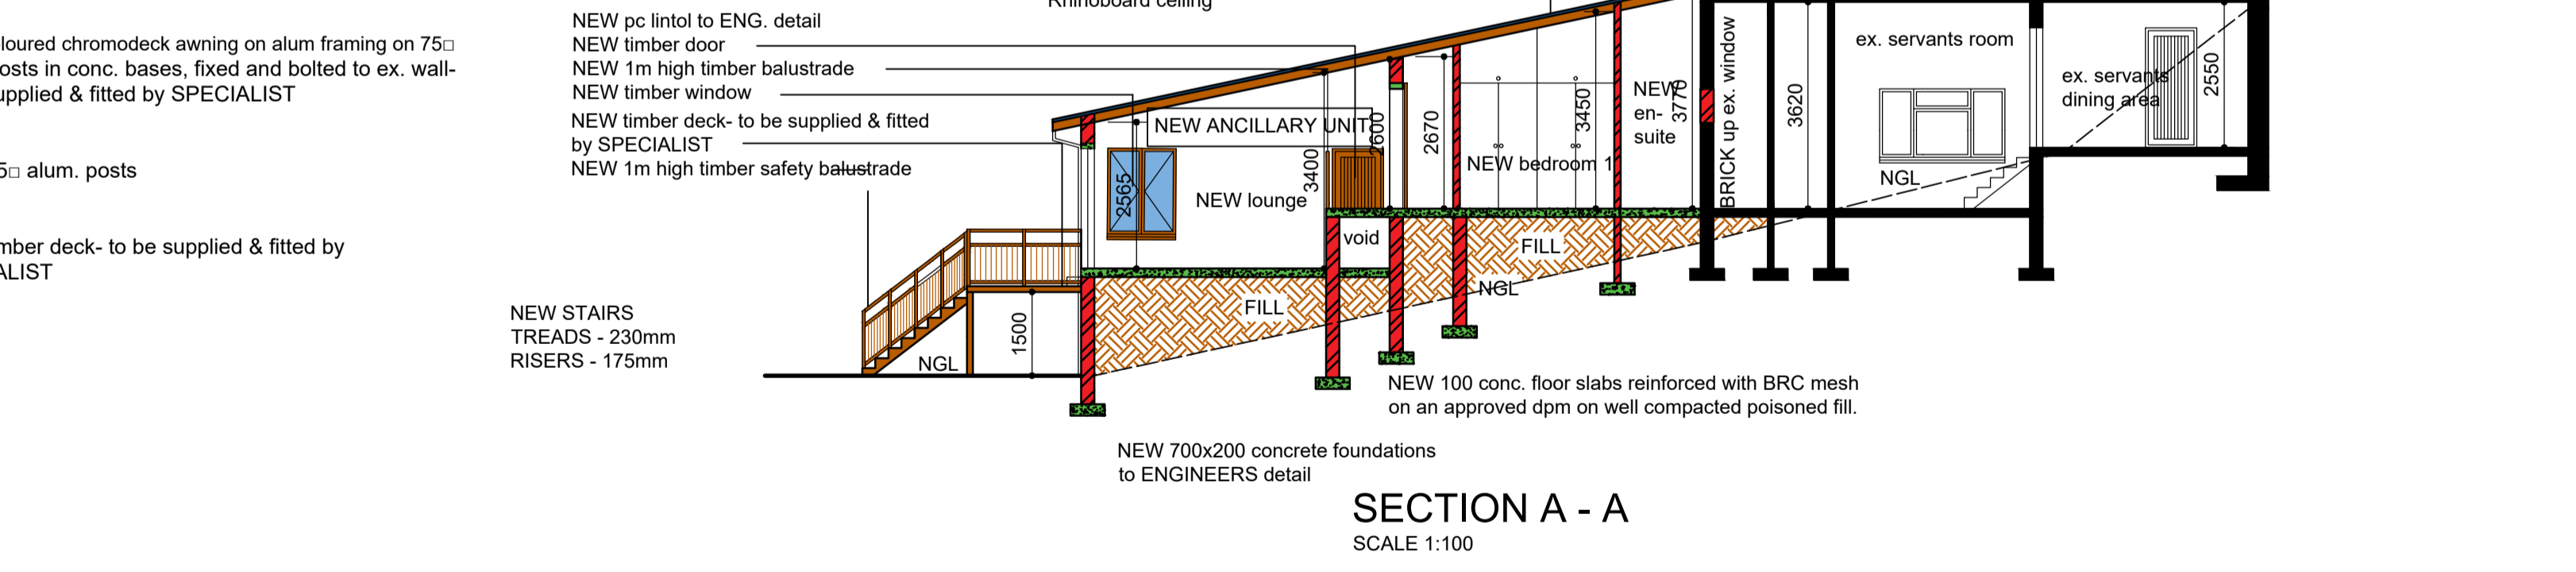 Rhinoboard ceiling
loured chromodeck awning on alum framing on 75□
osts in conc. bases, fixed and bolted to ex. wall-
upplied & fitted by SPECIALIST
5□ alum. posts
mber deck- to be supplied & fitted by
ALIST
NEW pc lintol to ENG. detail
NEW timber door
NEW 1m high timber balustrade
NEW timber window
NEW timber deck- to be supplied & fitted
by SPECIALIST
NEW 1m high timber safety balustrade
NEW STAIRS
TREADS - 230mm
RISERS - 175mm
NGL
1500
2565
NEW ANCILLARY UNIT
NEW lounge
3400
2600
2670
NEW bedroom 1
3450
NEW
en-
suite
3770
BRICK up ex. window
3620
ex. servants room
NGL
ex. servants
dining area
2550
void
FILL
FILL
NGL
NEW 100 conc. floor slabs reinforced with BRC mesh
on an approved dpm on well compacted poisoned fill.
NEW 700x200 concrete foundations
to ENGINEERS detail
SECTION A - A
SCALE 1:100